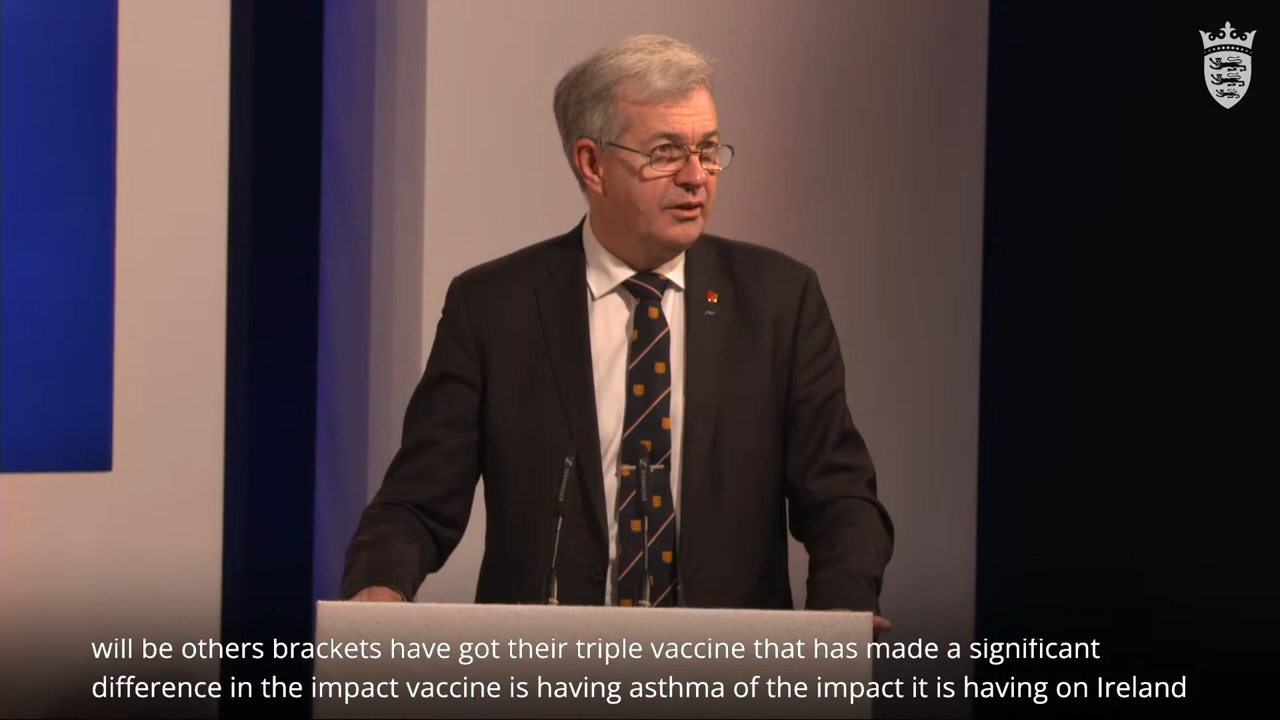 will be others brackets have got their triple vaccine that has made a significant
difference in the impact vaccine is having asthma of the impact it is having on Ireland